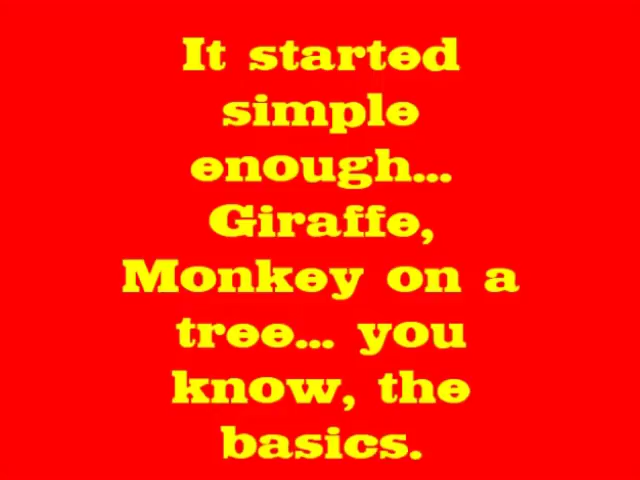 It started
simple
enough...
Giraffe,
Monkey on a
tree... you
know, the
basics.